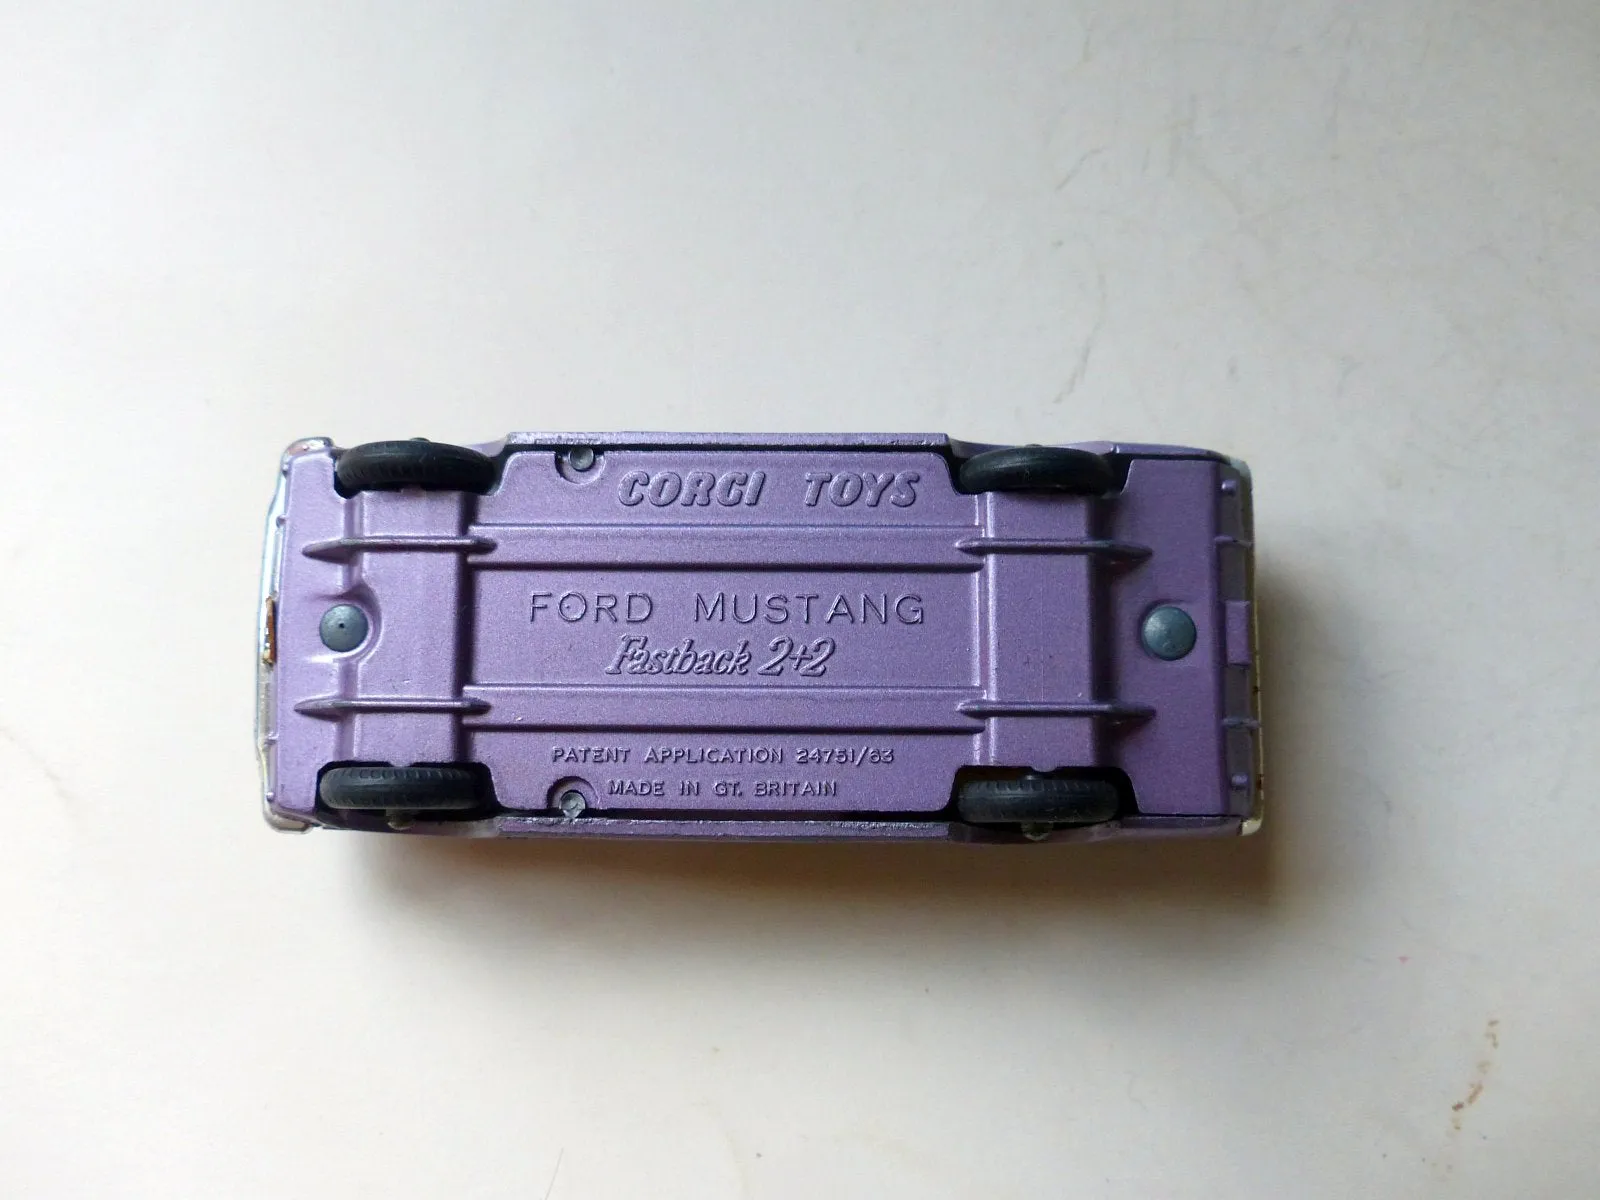 CORGI TOYS
FORD MUSTANG
Fastback 2+2
PATENT APPLICATION 24751/63
MADE IN GT. BRITAIN